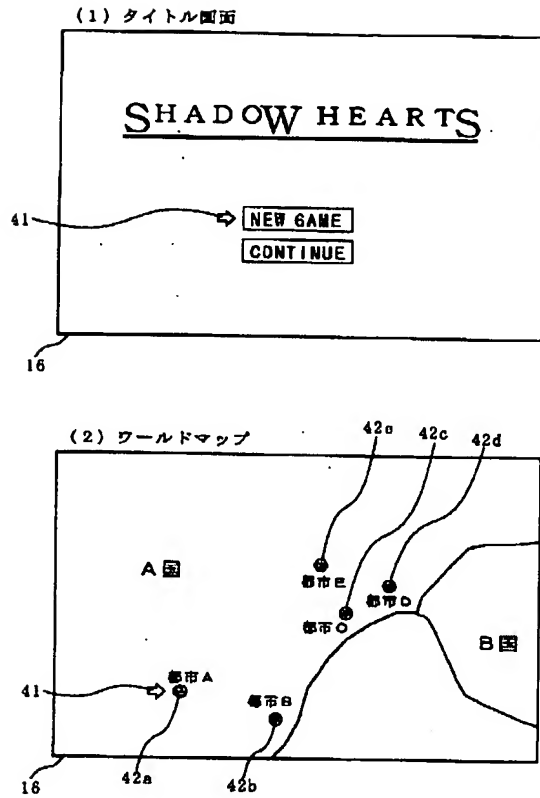 (1) タイトル画面
SHADOW HEARTS
41
NEW GAME
CONTINUE
16
(2) ワールドマップ
42e
42c
42d
A国
都市E
都市D
都市C
B国
都市A
41
都市B
16
42a
42b